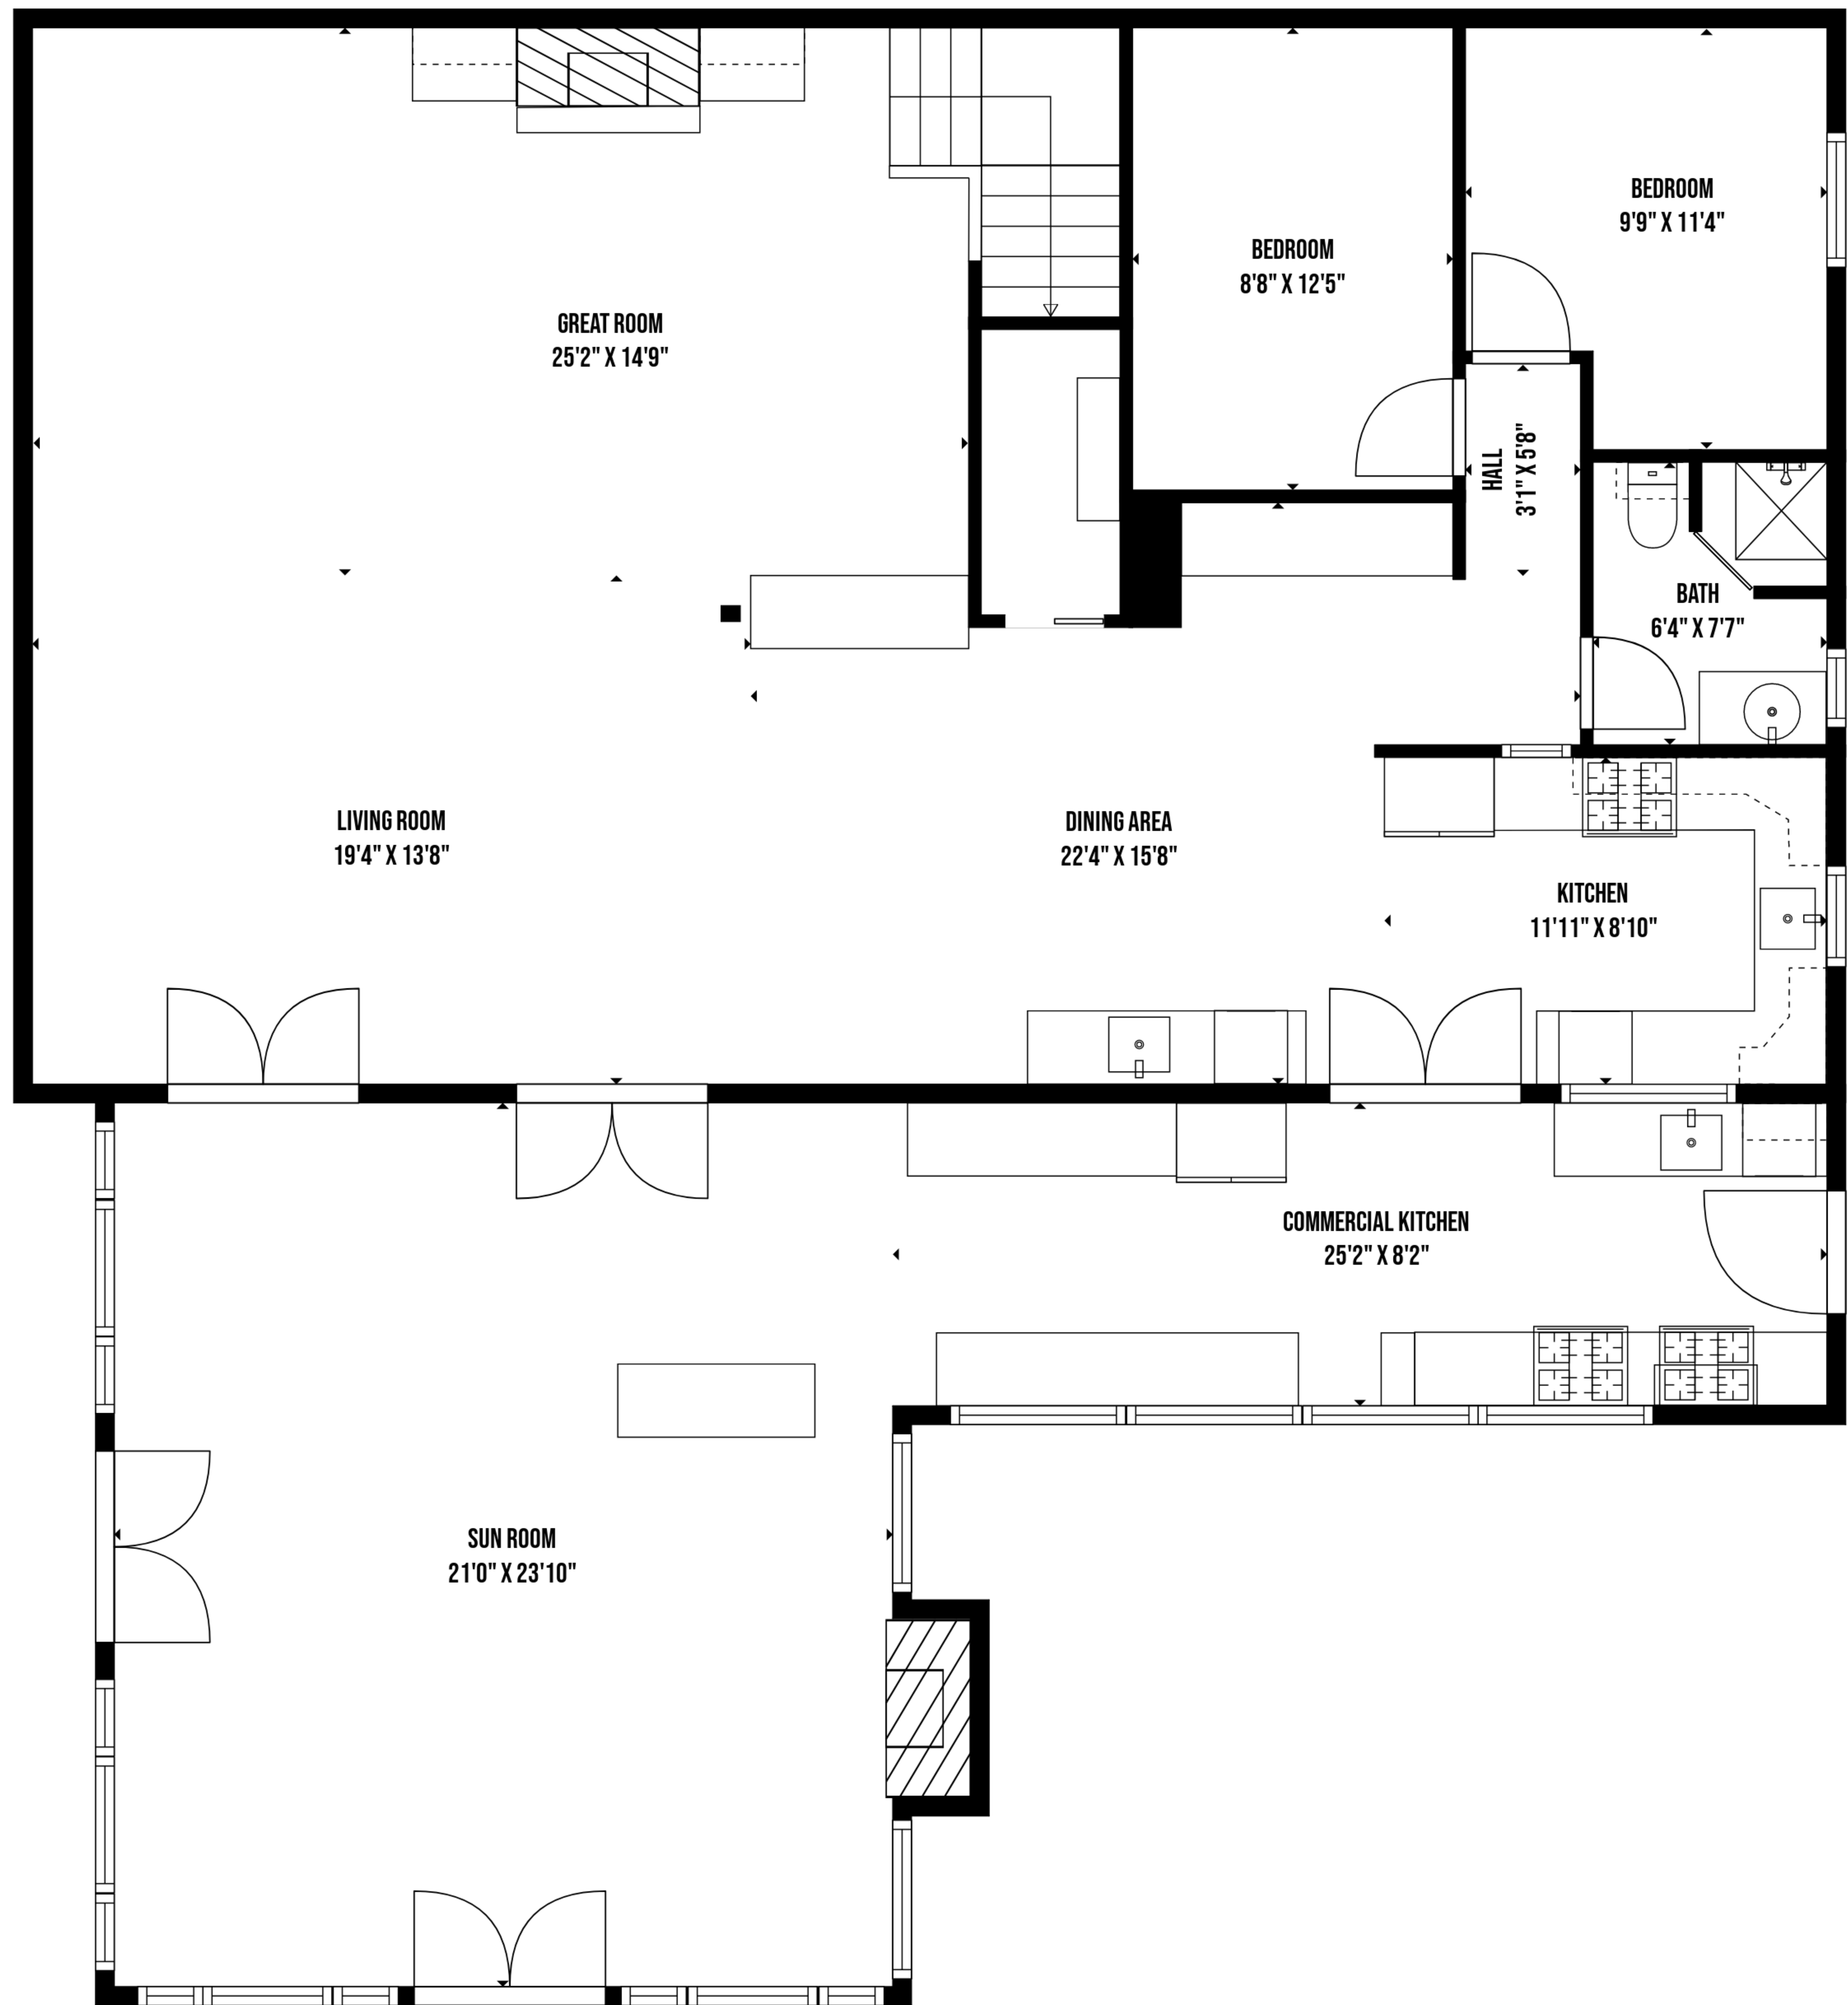 BEDROOM
9'9" X 11'4"
BEDROOM
8'8" X 12'5"
GREAT ROOM
25'2" X 14'9"
HALL
3'1" X 5'8"
BATH
6'4" X 7'7"
LIVING ROOM
19'4" X 13'8"
DINING AREA
22'4" X 15'8"
KITCHEN
11'11" X 8'10"
COMMERCIAL KITCHEN
25'2" X 8'2"
SUN ROOM
21'0" X 23'10"